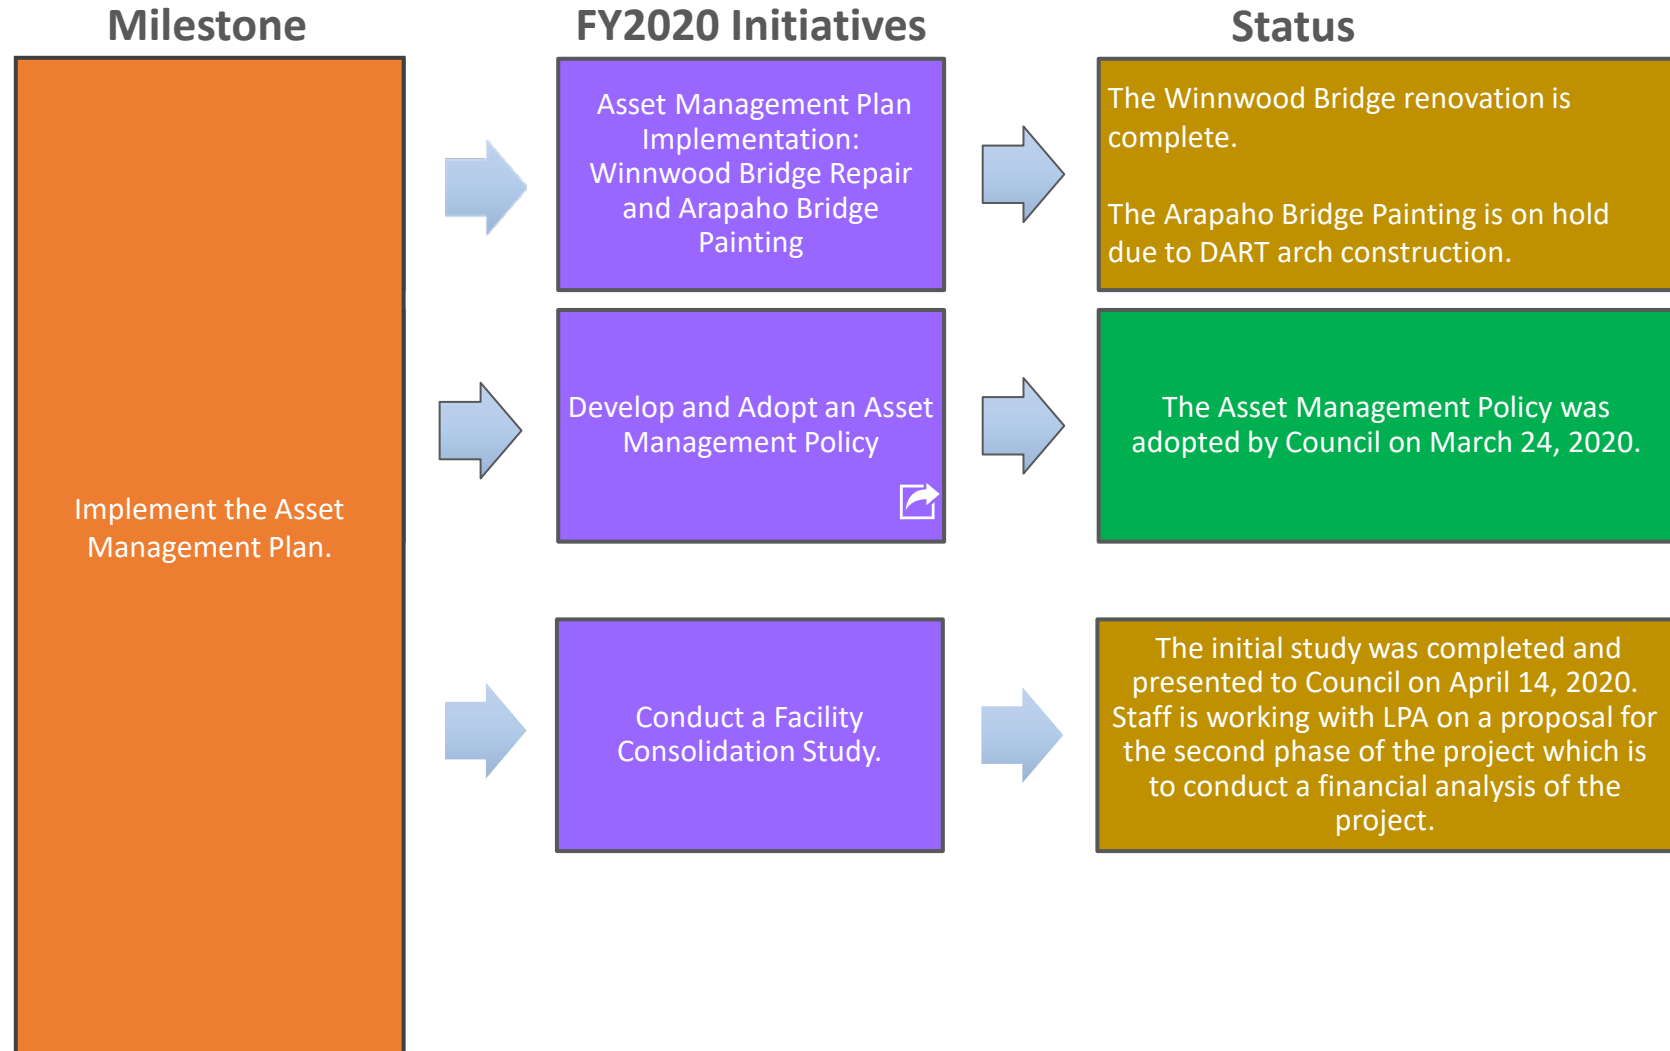 Milestone
FY2020 Initiatives
Status
Implement the Asset
Management Plan.
Asset Management Plan
Implementation:
Winnwood Bridge Repair
and Arapaho Bridge
Painting
The Winnwood Bridge renovation is
complete.
The Arapaho Bridge Painting is on hold
due to DART arch construction.
Develop and Adopt an Asset
Management Policy
The Asset Management Policy was
adopted by Council on March 24, 2020.
Conduct a Facility
Consolidation Study.
The initial study was completed and
presented to Council on April 14, 2020.
Staff is working with LPA on a proposal for
the second phase of the project which is
to conduct a financial analysis of the
project.